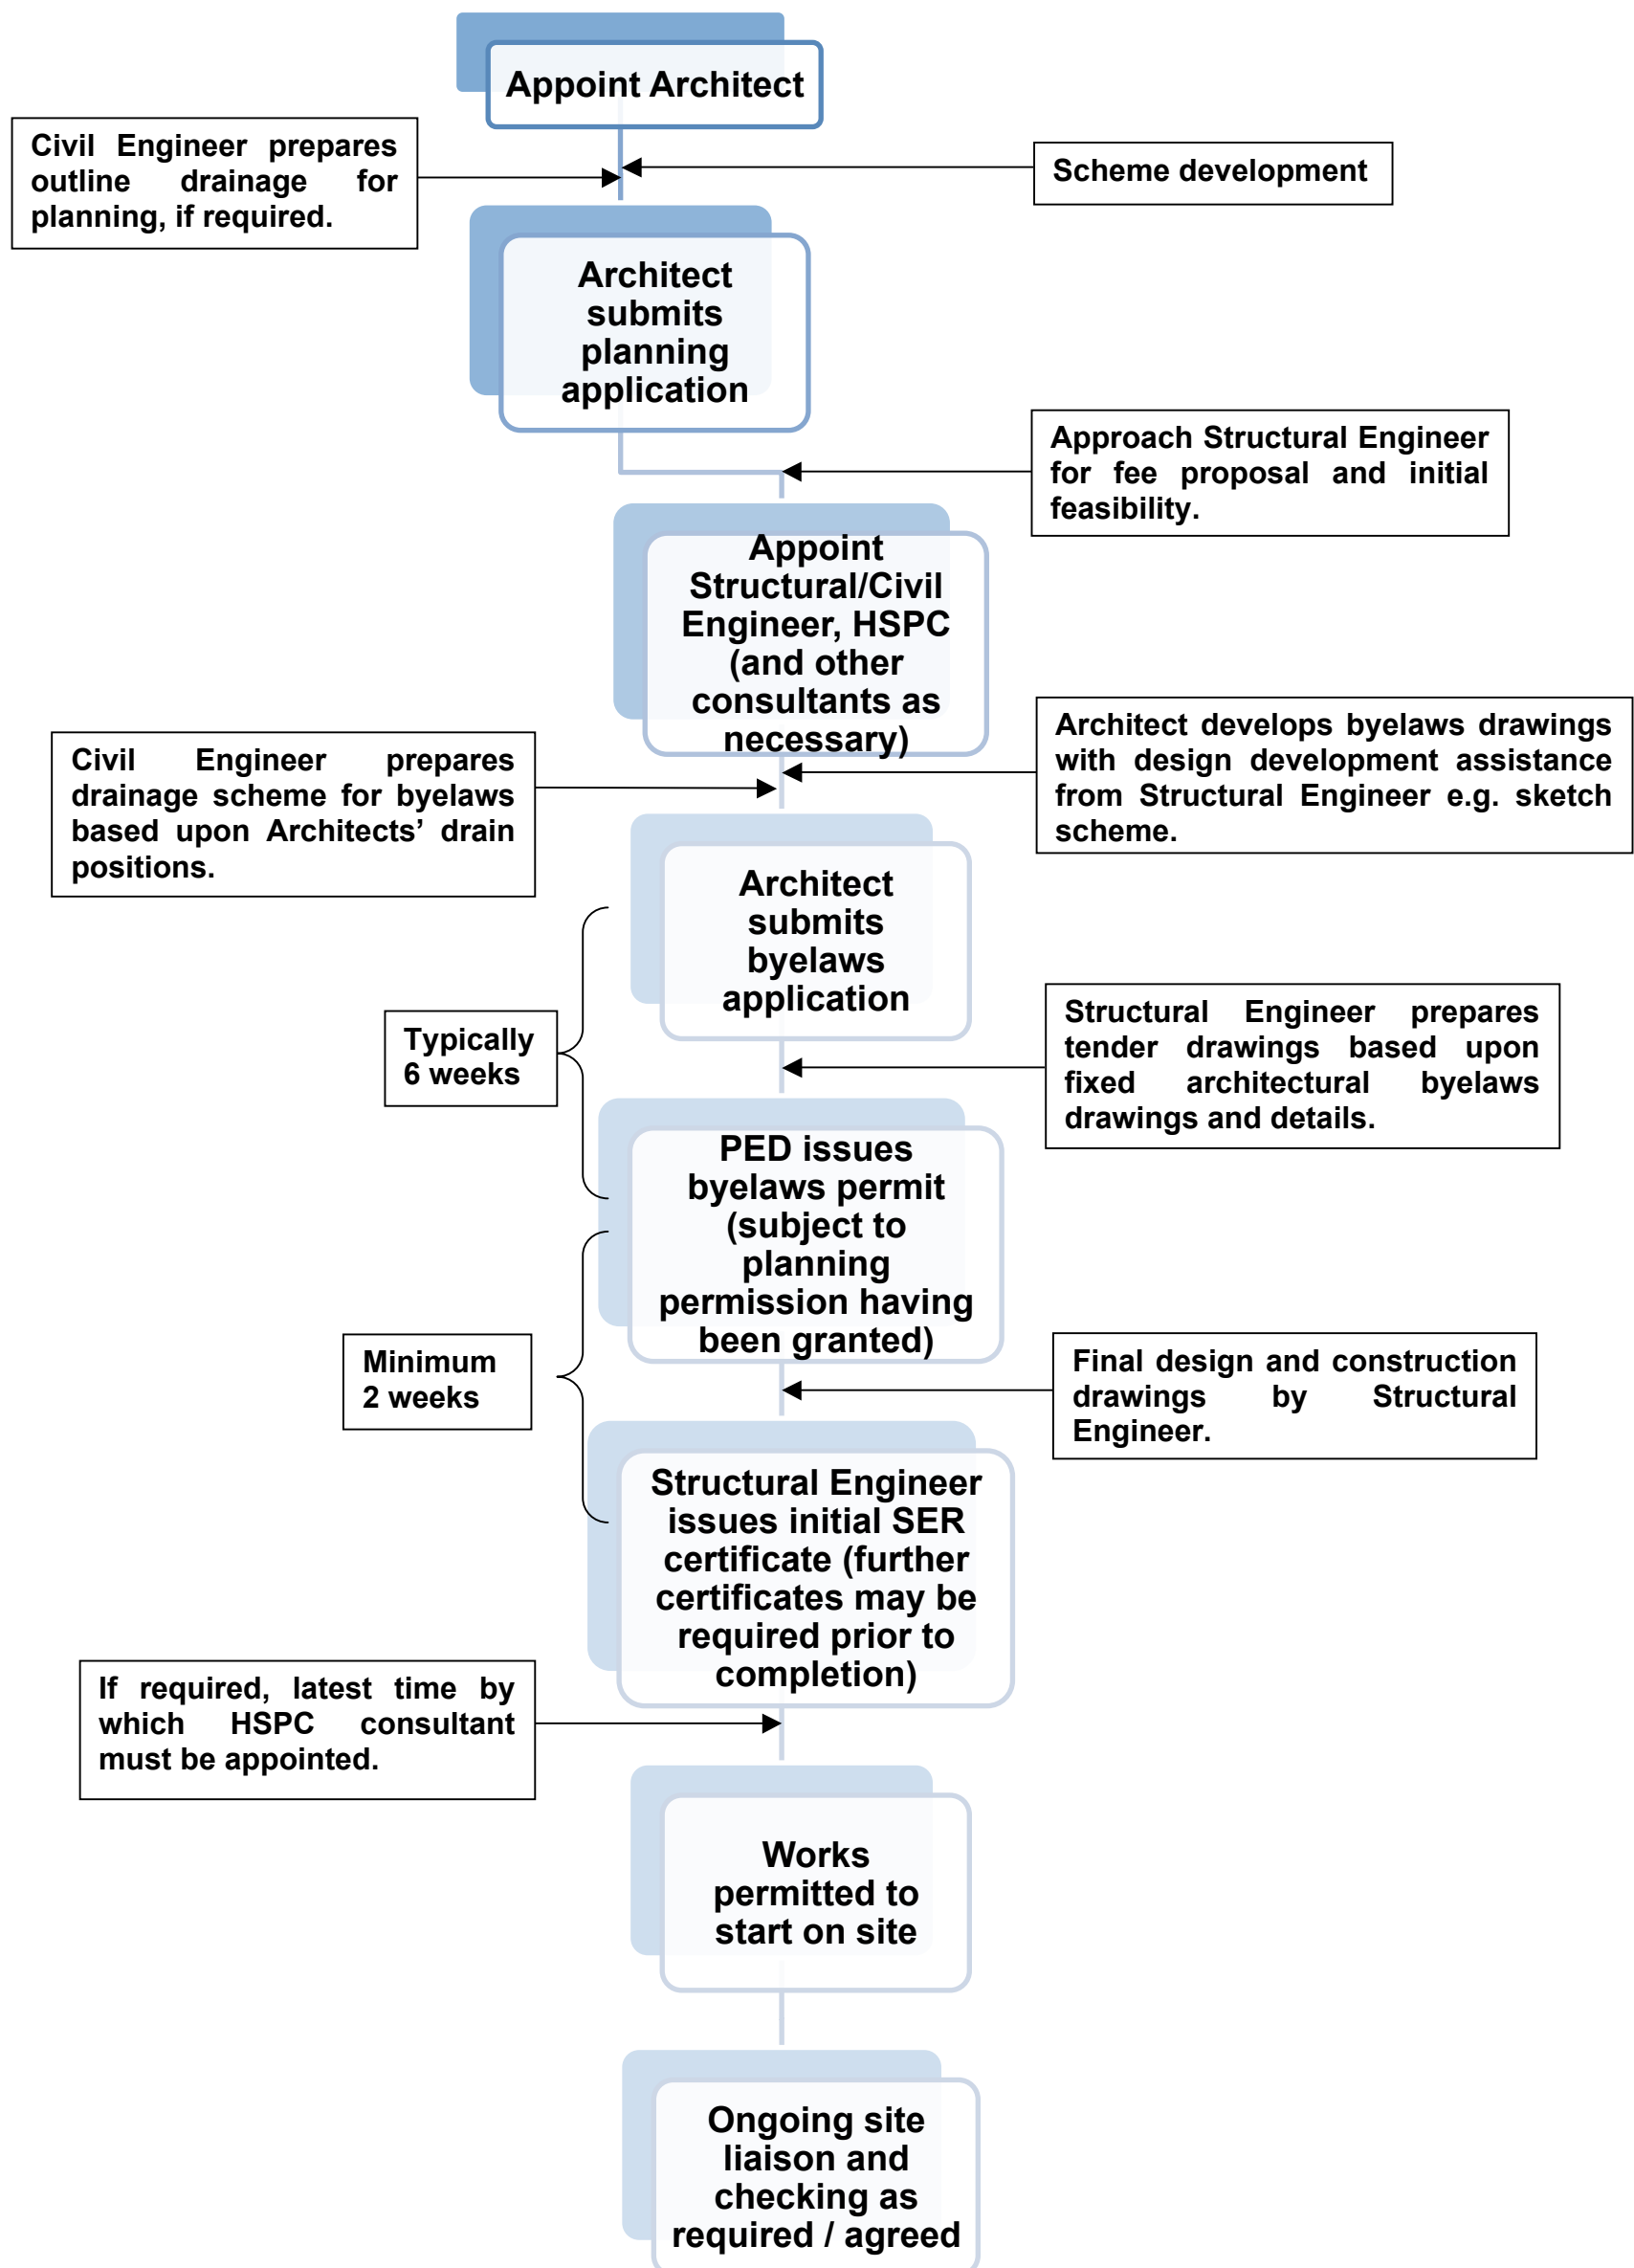 Appoint Architect
Civil Engineer prepares
outline drainage for
planning, if required.
Scheme development
Architect
submits
planning
application
Approach Structural Engineer
for fee proposal and initial
feasibility.
Appoint
Structural/Civil
Engineer, HSPC
(and other
consultants as
necessary)
Civil Engineer prepares
drainage scheme for byelaws
based upon Architects’ drain
positions.
Architect develops byelaws drawings
with design development assistance
from Structural Engineer e.g. sketch
scheme.
Architect
submits
byelaws
application
Typically
6 weeks
Structural Engineer prepares
tender drawings based upon
fixed architectural byelaws
drawings and details.
PED issues
byelaws permit
(subject to
planning
permission having
been granted)
Minimum
2 weeks
Final design and construction
drawings by Structural
Engineer.
Structural Engineer
issues initial SER
certificate (further
certificates may be
required prior to
completion)
If required, latest time by
which HSPC consultant
must be appointed.
Works
permitted to
start on site
Ongoing site
liaison and
checking as
required / agreed